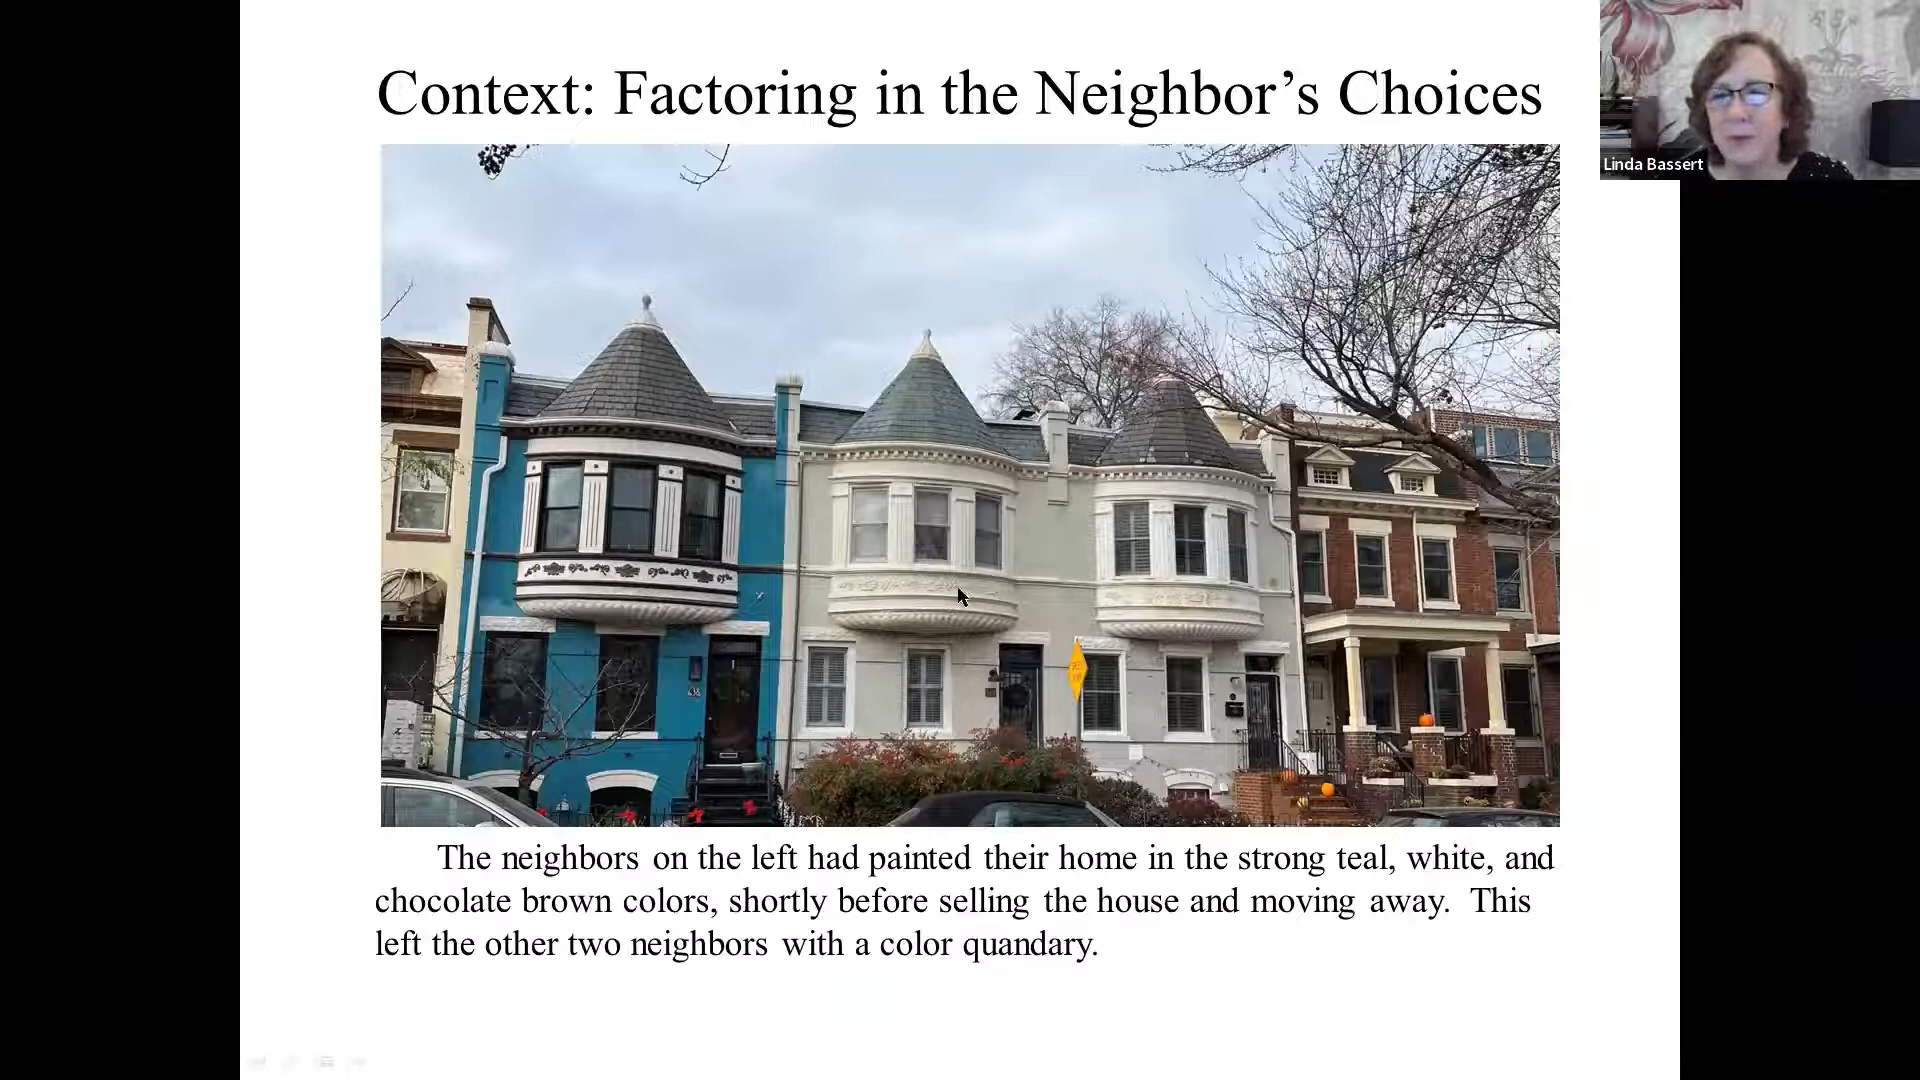 Context: Factoring in the Neighbor's Choices
Linda Bassert
The neighbors on the left had painted their home in the strong teal, white, and
chocolate brown colors, shortly before selling the house and moving away. This
left the other two neighbors with a color quandary.